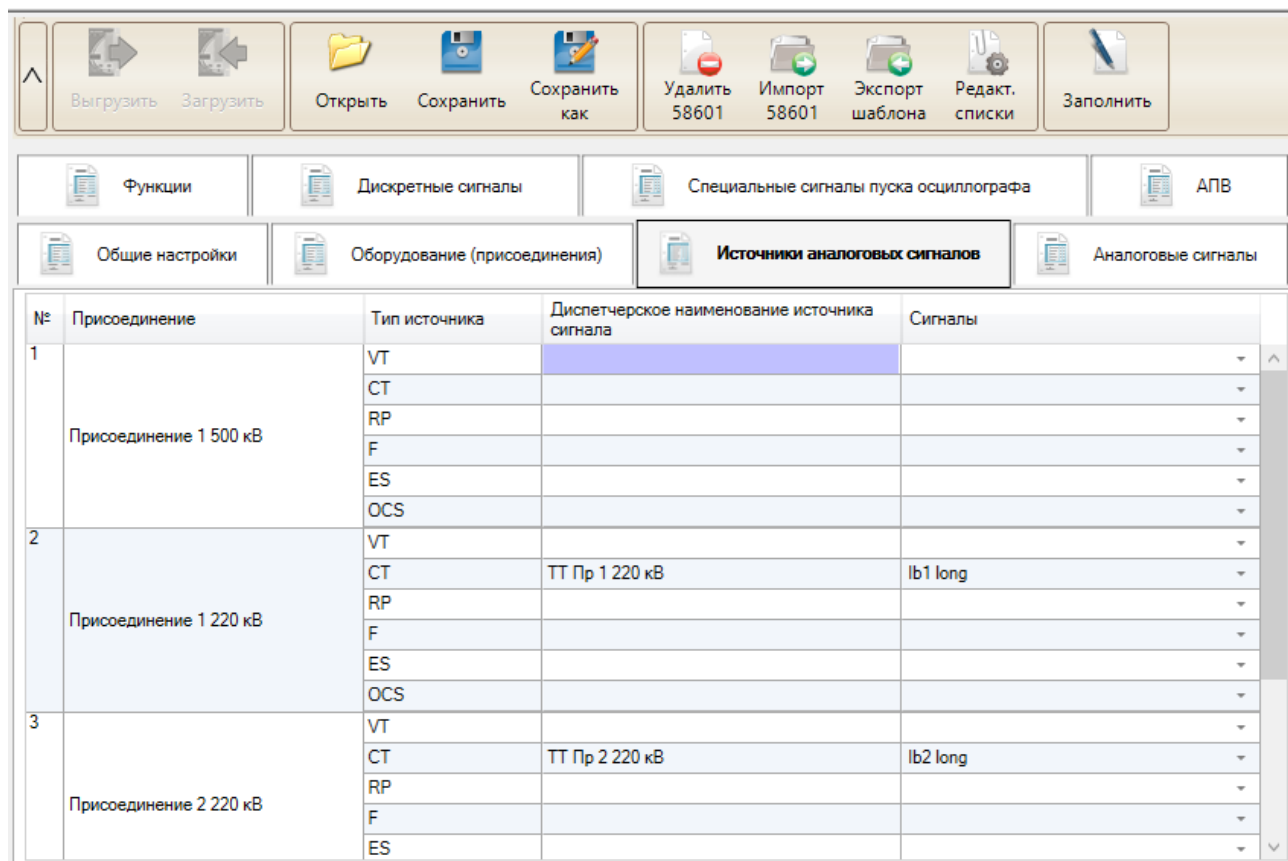 Выгрузить Загрузить Открыть Сохранить Сохранить как Удалить 58601 Импорт 58601 Экспорт шаблона Редакт. списки Заполнить
Функции Дискретные сигналы Специальные сигналы пуска осциллографа АПВ
Общие настройки Оборудование (присоединения) Источники аналоговых сигналов Аналоговые сигналы
№ Присоединение Тип источника Диспетчерское наименование источника сигнала Сигналы
1 Присоединение 1 500 кВ VT
CT
RP
F
ES
OCS
2 Присоединение 1 220 кВ VT
CT ТТ Пр 1 220 кВ Ib1 long
RP
F
ES
OCS
3 Присоединение 2 220 кВ VT
CT ТТ Пр 2 220 кВ Ib2 long
RP
F
ES